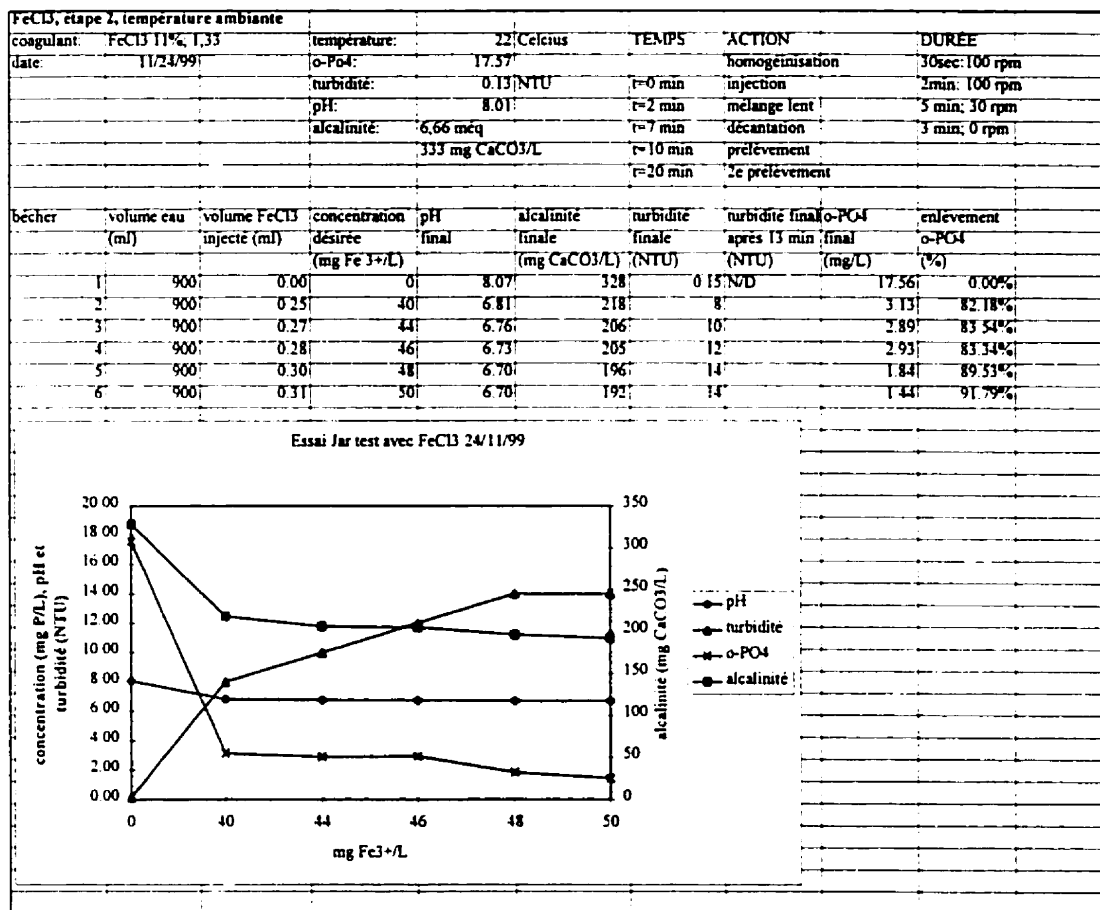 FeCl3, étape 2, température ambiante
coagulant: FeCl3 11%; 1,33 température: 22 Celcius TEMPS ACTION DURÉE
date: 11/24/99 o-Po4: 17.57 homogéinisation 30sec:100 rpm
turbidité: 0.13 NTU t=0 min injection 2min: 100 rpm
pH: 8.01 t=2 min mélange lent 5 min; 30 rpm
alcalinité: 6,66 méq t=7 min décantation 3 min; 0 rpm
333 mg CaCO3/L t=10 min prélèvement
t=20 min 2e prélèvement
bécher volume eau volume FeCl3 concentration pH alcalinité turbidité turbidité final o-PO4 enlèvement
(ml) injecté (ml) désirée final finale finale après 13 min final o-PO4
(mg Fe 3+/L) (mg CaCO3/L) (NTU) (NTU) (mg/L) (%)
1 900 0.00 0 8.07 328 0.15 N/D 17.56 0.00%
2 900 0.25 40 6.81 218 8 3.13 82.18%
3 900 0.27 44 6.76 206 10 2.89 83.54%
4 900 0.28 46 6.73 205 12 2.93 83.34%
5 900 0.30 48 6.70 196 14 1.84 89.53%
6 900 0.31 50 6.70 192 14 1.44 91.79%
Essai Jar test avec FeCl3 24/11/99
concentration (mg P/L), pH et
turbidité (NTU)
20.00
18.00
16.00
14.00
12.00
10.00
8.00
6.00
4.00
2.00
0.00
350
300
250
200
150
100
50
0
alcalinité (mg CaCO3/L)
pH
turbidité
o-PO4
alcalinité
0 40 44 46 48 50
mg Fe3+/L